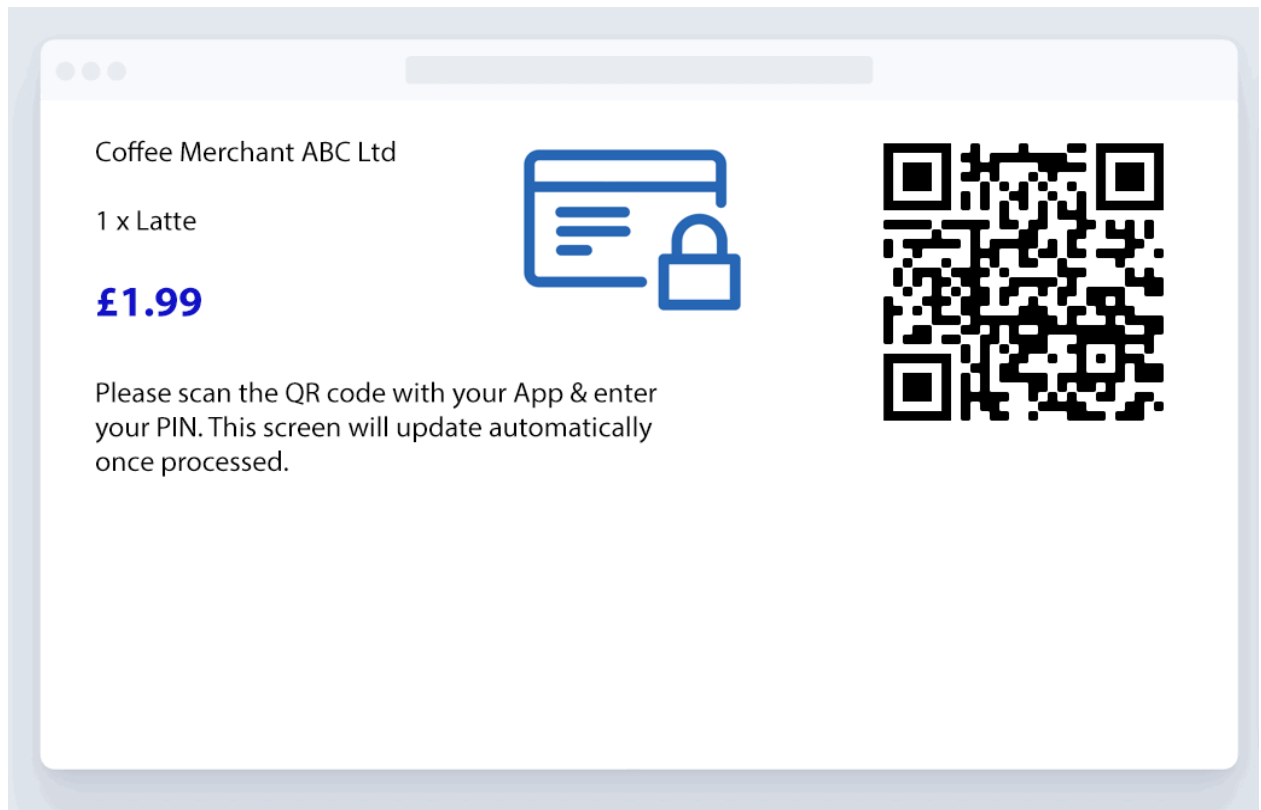 Coffee Merchant ABC Ltd
1 x Latte
£1.99
Please scan the QR code with your App & enter
your PIN. This screen will update automatically
once processed.